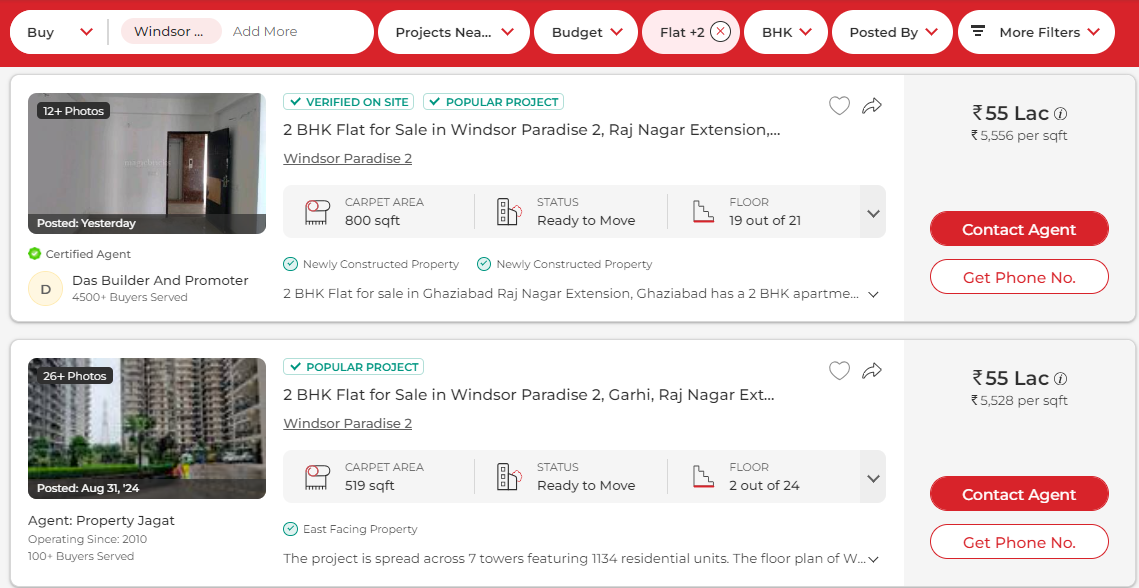 Buy
Windsor ...
Add More
Projects Nea...
Budget
Flat +2
BHK
Posted By
More Filters
12+ Photos
Posted: Yesterday
Certified Agent
D
Das Builder And Promoter
4500+ Buyers Served
VERIFIED ON SITE
POPULAR PROJECT
2 BHK Flat for Sale in Windsor Paradise 2, Raj Nagar Extension,...
Windsor Paradise 2
CARPET AREA
800 sqft
STATUS
Ready to Move
FLOOR
19 out of 21
Newly Constructed Property
Newly Constructed Property
2 BHK Flat for sale in Ghaziabad Raj Nagar Extension, Ghaziabad has a 2 BHK apartme...
₹55 Lac
₹5,556 per sqft
Contact Agent
Get Phone No.
26+ Photos
Posted: Aug 31, '24
Agent: Property Jagat
Operating Since: 2010
100+ Buyers Served
POPULAR PROJECT
2 BHK Flat for Sale in Windsor Paradise 2, Garhi, Raj Nagar Ext...
Windsor Paradise 2
CARPET AREA
519 sqft
STATUS
Ready to Move
FLOOR
2 out of 24
East Facing Property
The project is spread across 7 towers featuring 1134 residential units. The floor plan of W...
₹55 Lac
₹5,528 per sqft
Contact Agent
Get Phone No.